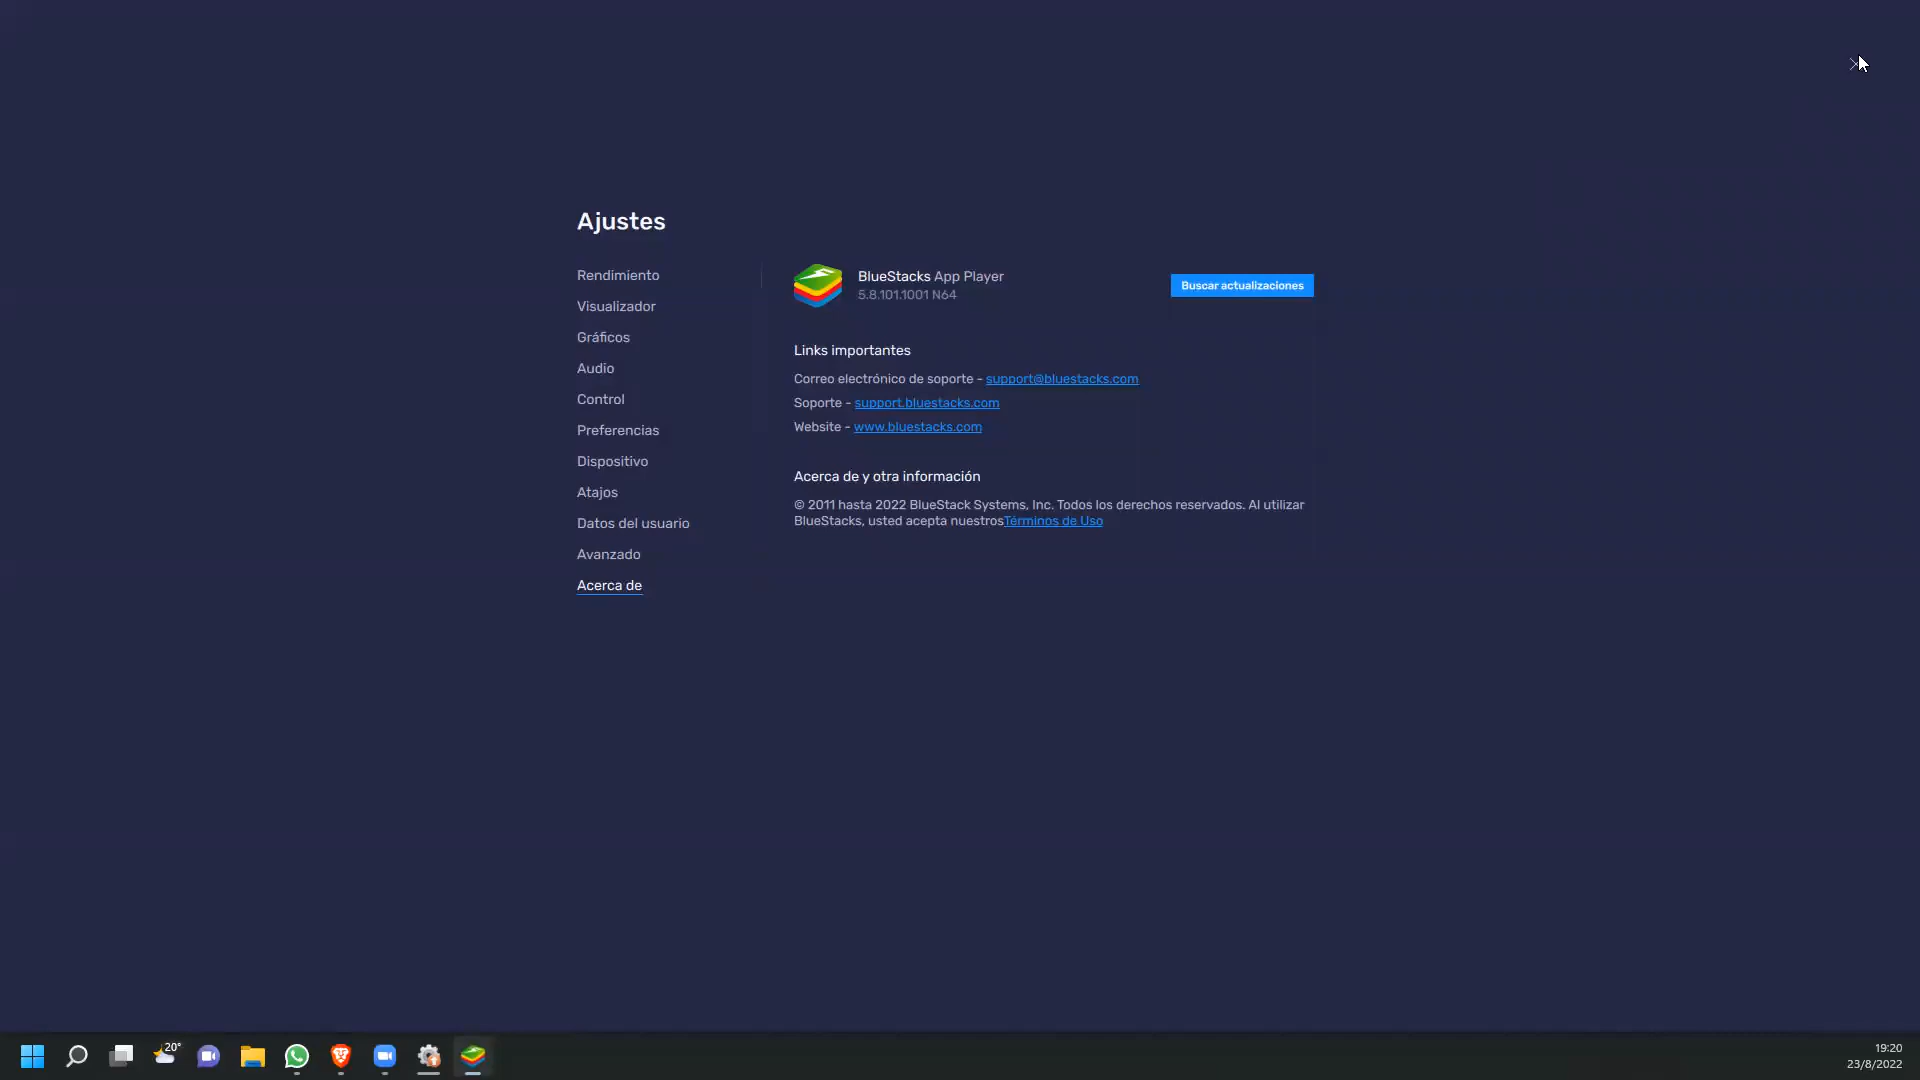 Ajustes
Rendimiento
Visualizador
Gráficos
Audio
Control
Preferencias
Dispositivo
Atajos
Datos del usuario
Avanzado
Acerca de
BlueStacks App Player
5.8.101.1001 N64
Buscar actualizaciones
Links importantes
Correo electrónico de soporte - support@bluestacks.com
Soporte - support.bluestacks.com
Website - www.bluestacks.com
Acerca de y otra información
© 2011 hasta 2022 BlueStack Systems, Inc. Todos los derechos reservados. Al utilizar
BlueStacks, usted acepta nuestrosTérminos de Uso
20°
19:20
23/8/2022